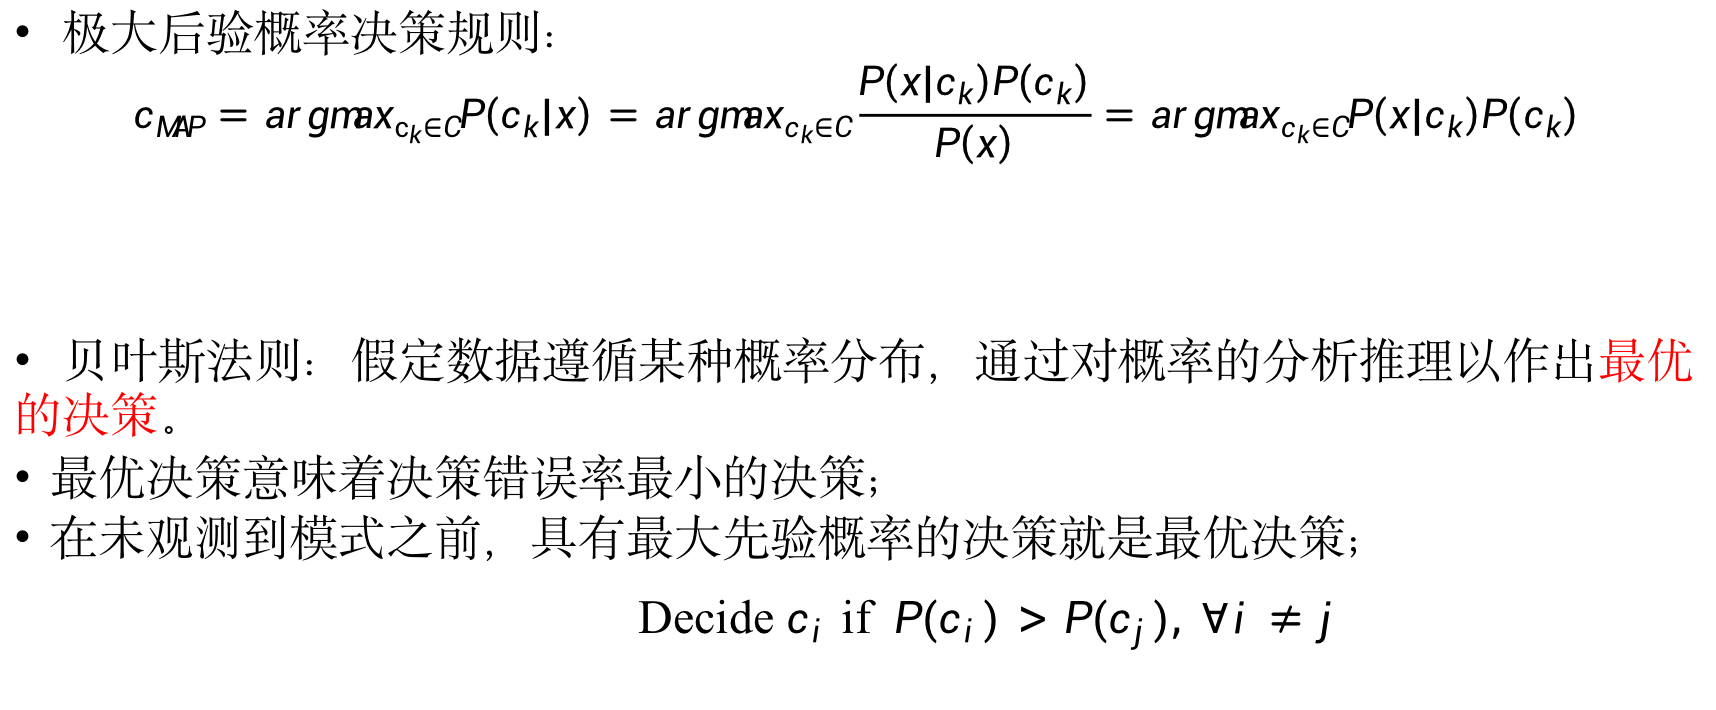 • 极大后验概率决策规则：
c_{MAP} = argmax_{c_k∈C}P(c_k|x) = argmax_{c_k∈C}\frac{P(x|c_k)P(c_k)}{P(x)} = argmax_{c_k∈C}P(x|c_k)P(c_k)
• 贝叶斯法则：假定数据遵循某种概率分布，通过对概率的分析推理以作出最优
的决策。
• 最优决策意味着决策错误率最小的决策；
• 在未观测到模式之前，具有最大先验概率的决策就是最优决策；
Decide c_i if P(c_i) > P(c_j), ∀i ≠ j